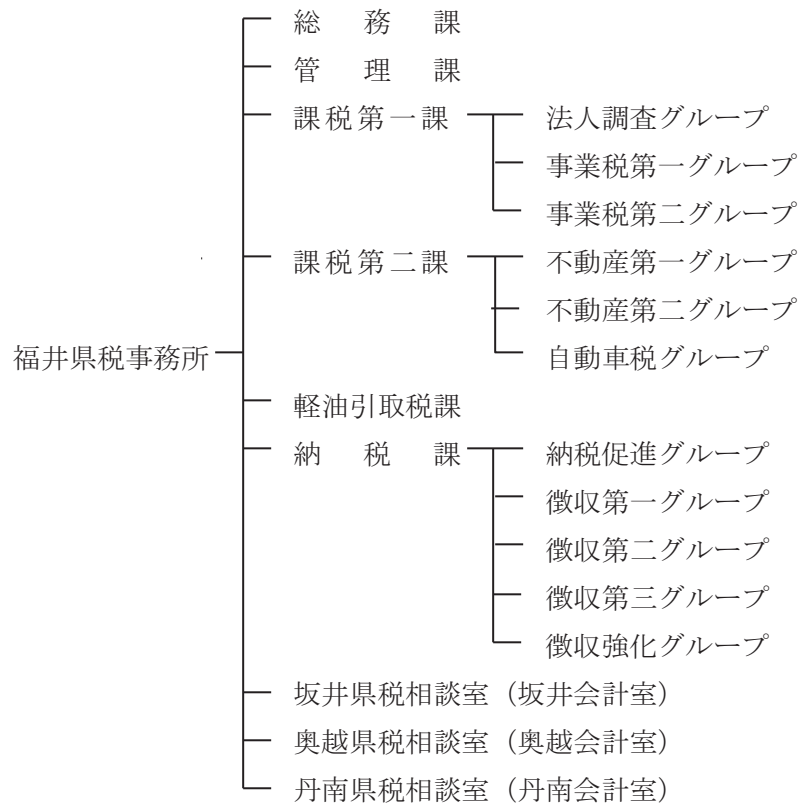 総務課
管理課
課税第一課 法人調査グループ
事業税第一グループ
事業税第二グループ
課税第二課 不動産第一グループ
不動産第二グループ
福井県税事務所 自動車税グループ
軽油引取税課
納税課 納税促進グループ
徴収第一グループ
徴収第二グループ
徴収第三グループ
徴収強化グループ
坂井県税相談室（坂井会計室）
奥越県税相談室（奥越会計室）
丹南県税相談室（丹南会計室）